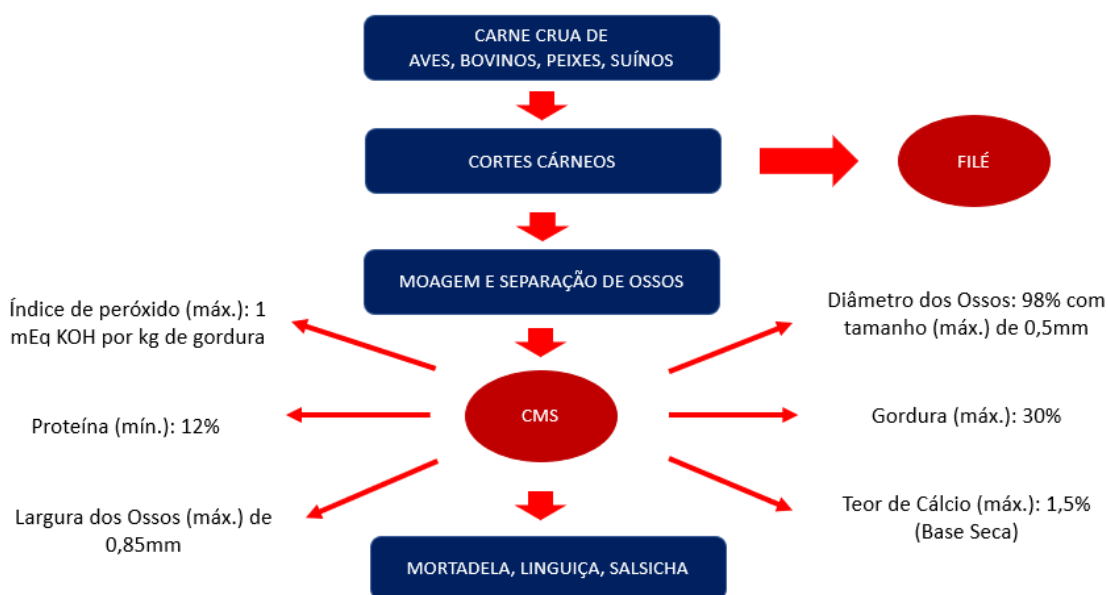 CARNE CRUA DE
AVES, BOVINOS, PEIXES, SUÍNOS
CORTES CÁRNEOS
FILÉ
MOAGEM E SEPARAÇÃO DE OSSOS
Índice de peróxido (máx.): 1
mEq KOH por kg de gordura
Diâmetro dos Ossos: 98% com
tamanho (máx.) de 0,5mm
CMS
Proteína (mín.): 12%
Gordura (máx.): 30%
Largura dos Ossos (máx.) de
0,85mm
Teor de Cálcio (máx.): 1,5%
(Base Seca)
MORTADELA, LINGUIÇA, SALSICHA